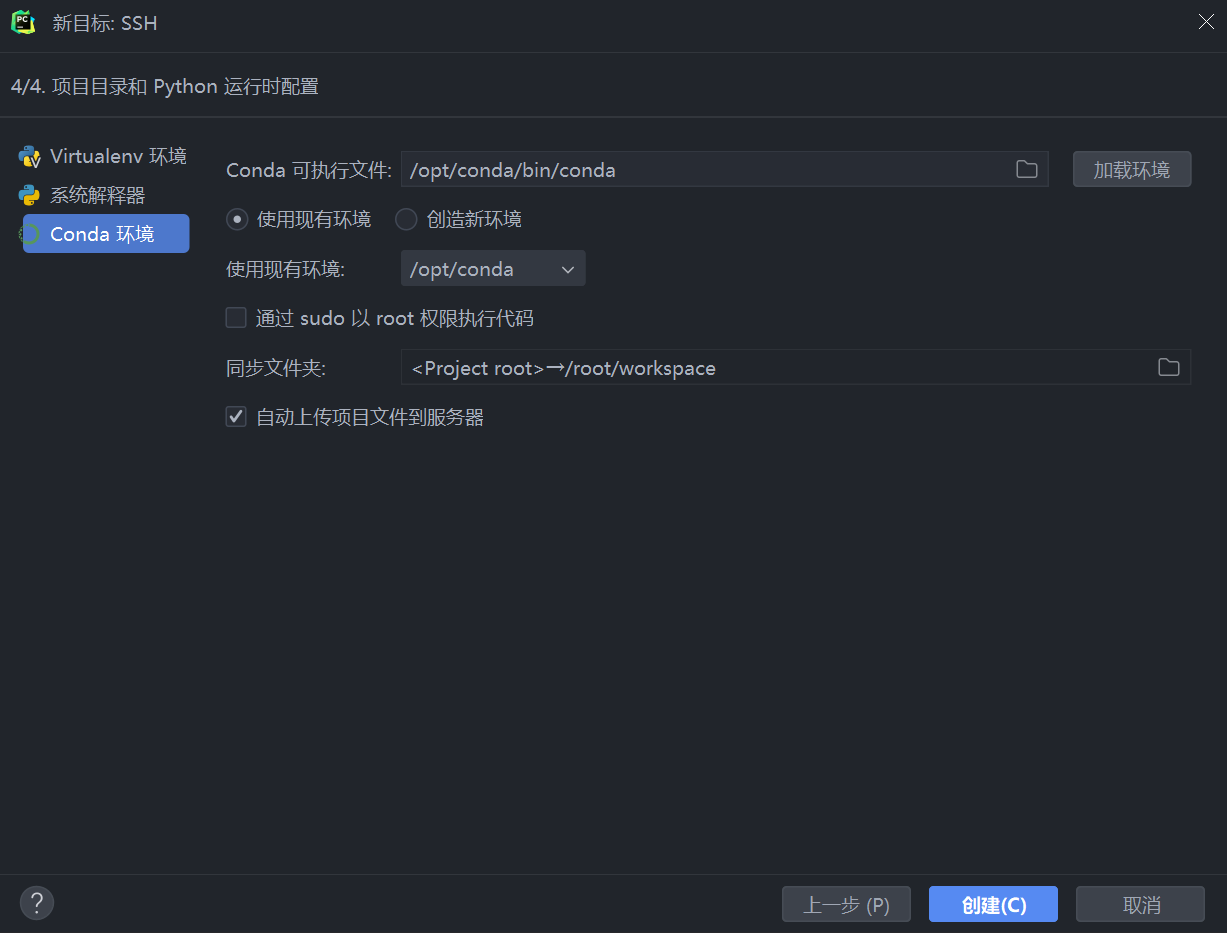 PC
新目标: SSH
4/4. 项目目录和 Python 运行时配置
Virtualenv 环境
系统解释器
Conda 环境
Conda 可执行文件: /opt/conda/bin/conda 加载环境
使用现有环境 创造新环境
使用现有环境: /opt/conda
通过 sudo 以 root 权限执行代码
同步文件夹: <Project root>→/root/workspace
自动上传项目文件到服务器
? 上一步 (P) 创建(C) 取消